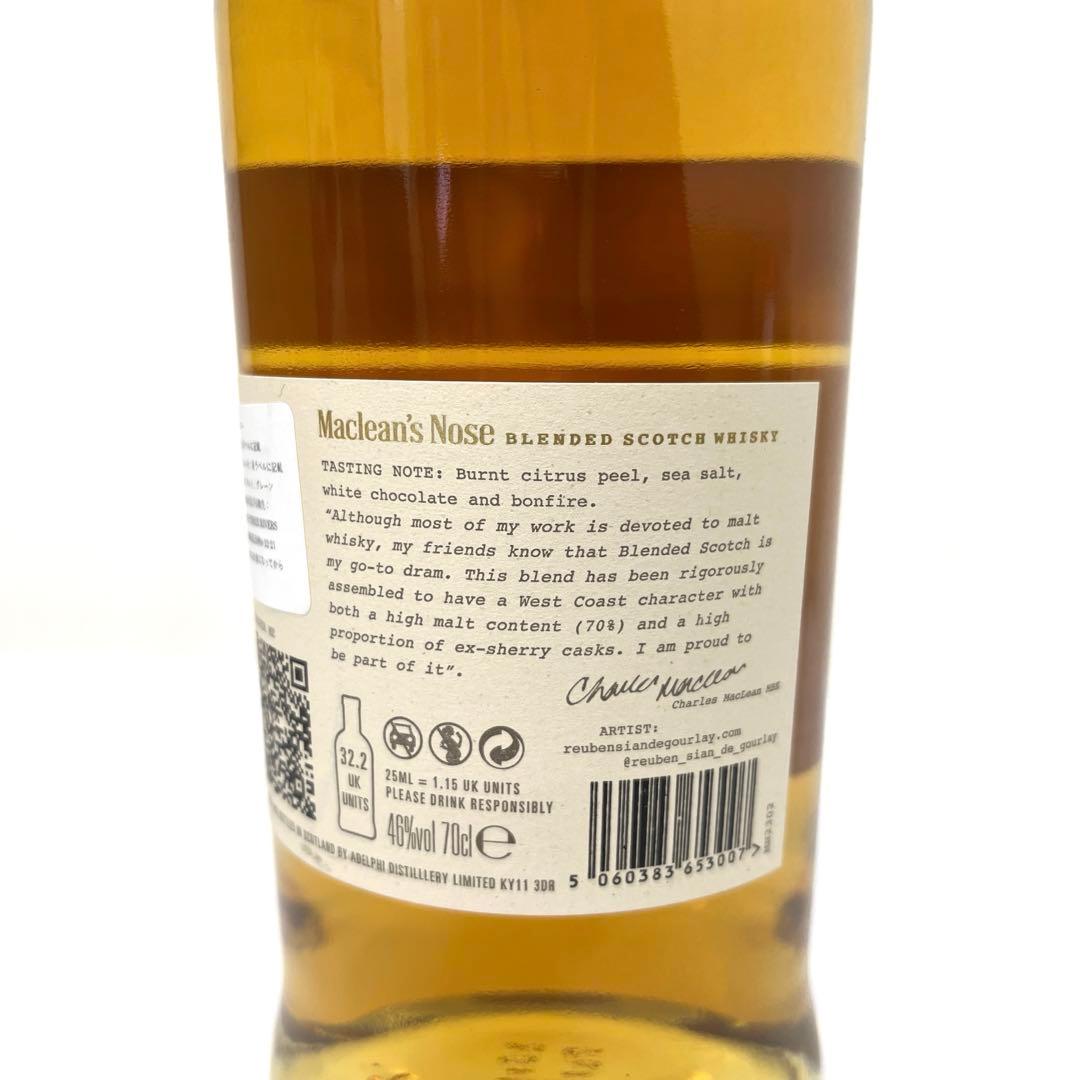 Maclean's Nose BLENDED SCOTCH WHISKY
TASTING NOTE: Burnt citrus peel, sea salt,
white chocolate and bonfire.
"Although most of my work is devoted to malt
whisky, my friends know that Blended Scotch is
my go-to dram. This blend has been rigorously
assembled to have a West Coast character with
both a high malt content (70%) and a high
proportion of ex-sherry casks. I am proud to
be part of it".
Charles Maclean
Charles MacLean MBE
ARTIST:
reubensiandegourlay.com
@reuben_sian_de_gourlay
32.2
UK
UNITS
25ML = 1.15 UK UNITS
PLEASE DRINK RESPONSIBLY
46%vol 70cl e
SCOTLAND BY ADELPHI DISTILLLERY LIMITED KY11 3DR
5 060383 653007 >